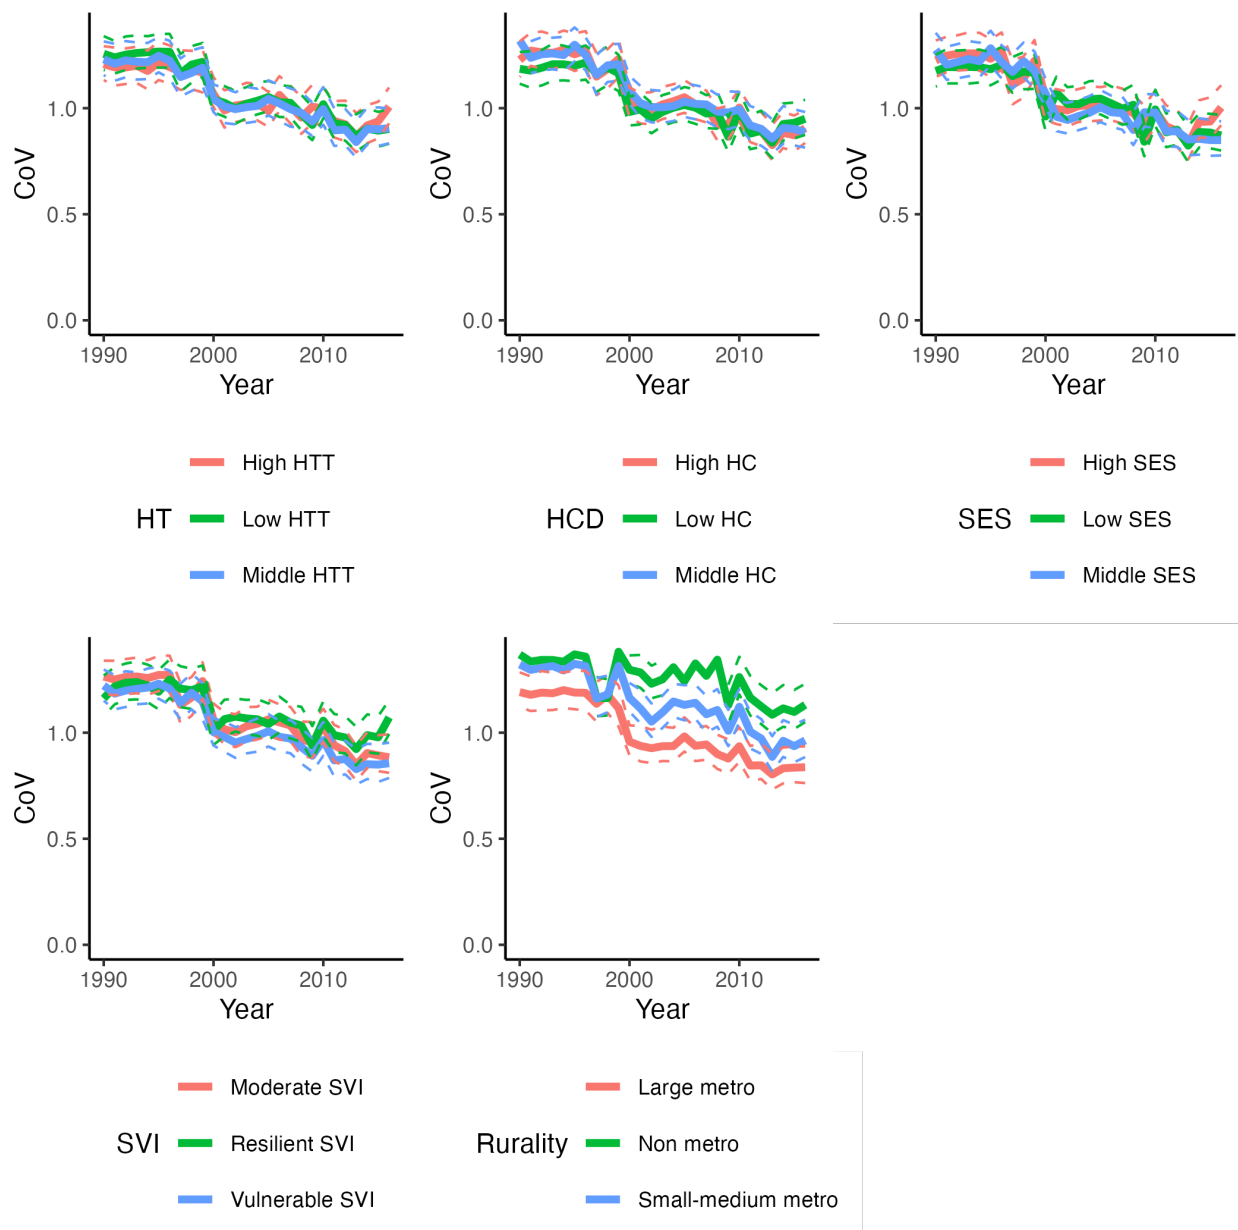 CoV
1.0
0.5
0.0
1990 2000 2010
Year
HT
High HTT
Low HTT
Middle HTT
CoV
1.0
0.5
0.0
1990 2000 2010
Year
HCD
High HC
Low HC
Middle HC
CoV
1.0
0.5
0.0
1990 2000 2010
Year
SES
High SES
Low SES
Middle SES
CoV
1.0
0.5
0.0
1990 2000 2010
Year
SVI
Moderate SVI
Resilient SVI
Vulnerable SVI
CoV
1.0
0.5
0.0
1990 2000 2010
Year
Rurality
Large metro
Non metro
Small-medium metro